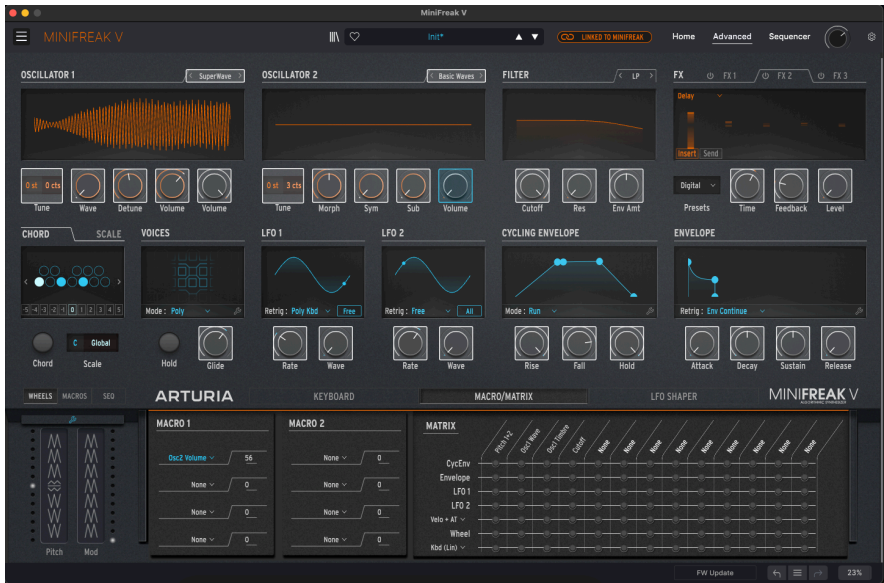 MiniFreak V
MINIFREAK V
Init*
LINKED TO MINIFREAK
Home
Advanced
Sequencer
OSCILLATOR 1
SuperWave
OSCILLATOR 2
Basic Waves
FILTER
LP
FX
FX 1
FX 2
FX 3
Delay
Insert
Send
0 st 0 cts
Tune
Wave
Detune
Volume
Volume
0 st 3 cts
Tune
Morph
Sym
Sub
Volume
Cutoff
Res
Env Amt
Digital
Presets
Time
Feedback
Level
CHORD
SCALE
VOICES
LFO 1
LFO 2
CYCLING ENVELOPE
ENVELOPE
-5 -4 -3 -2 -1 0 1 2 3 4 5
Mode : Poly
Retrig : Poly Kbd
Free
Retrig : Free
All
Mode : Run
Retrig : Env Continue
C Global
Chord
Scale
Hold
Glide
Rate
Wave
Rate
Wave
Rise
Fall
Hold
Attack
Decay
Sustain
Release
WHEELS
MACROS
SEQ
ARTURIA
KEYBOARD
MACRO/MATRIX
LFO SHAPER
MINIFREAK V
MACRO 1
Osc2 Volume 56
None 0
None 0
None 0
MACRO 2
None 0
None 0
None 0
None 0
MATRIX
Pitch 1+2
Osc1 Wave
Osc1 Timbre
Cutoff
None
None
None
None
None
None
None
None
None
CycEnv
Envelope
LFO 1
LFO 2
Velo + AT
Wheel
Kbd (Lin)
Pitch
Mod
FW Update
23%